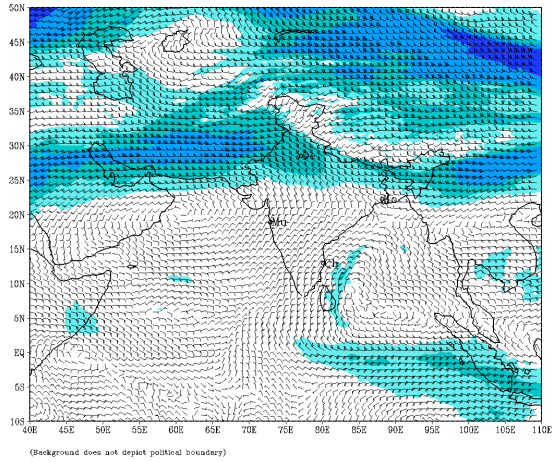 50N
45N
40N
35N
30N
25N
20N
Mu
15N
10N
5N
EQ
5S
10S
40E 45E 50E 55E 60E 65E 70E 75E 80E 85E 90E 95E 100E 105E 110E
(Background does not depict political boundary)